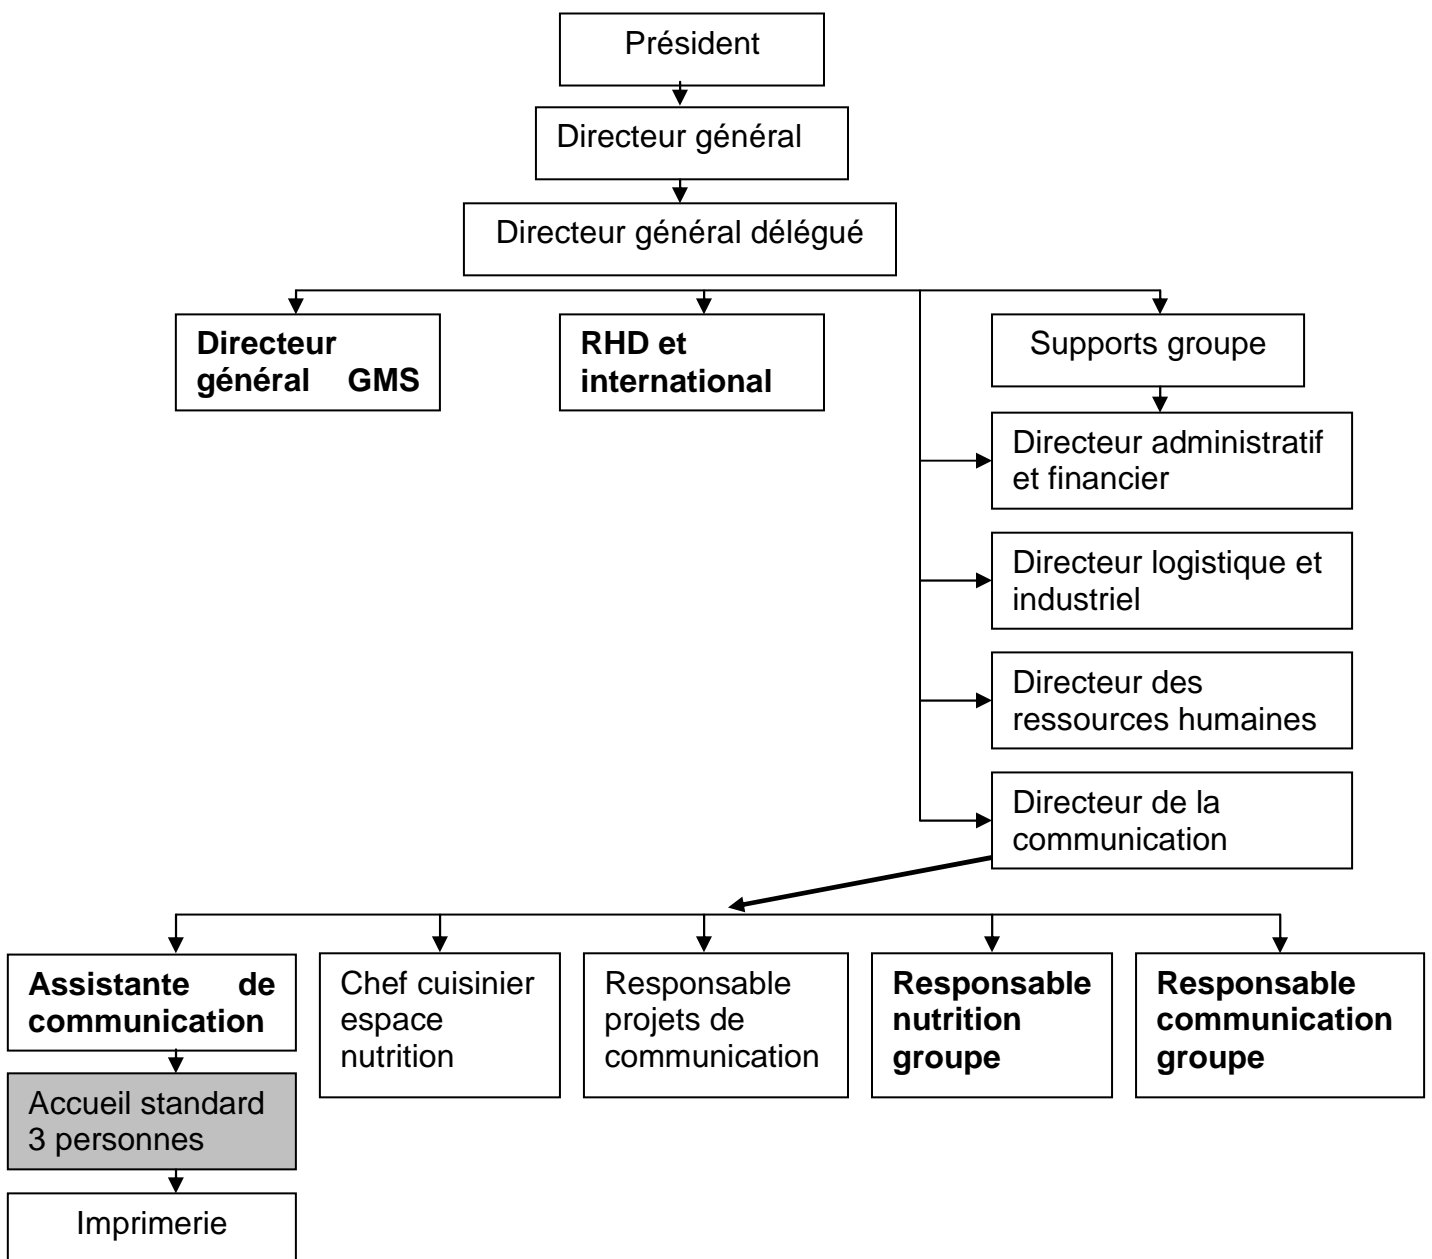 Président
Directeur général
Directeur général délégué
Directeur
général GMS
RHD et
international
Supports groupe
Directeur administratif
et financier
Directeur logistique et
industriel
Directeur des
ressources humaines
Directeur de la
communication
Assistante de
communication
Chef cuisinier
espace
nutrition
Responsable
projets de
communication
Responsable
nutrition
groupe
Responsable
communication
groupe
Accueil standard
3 personnes
Imprimerie